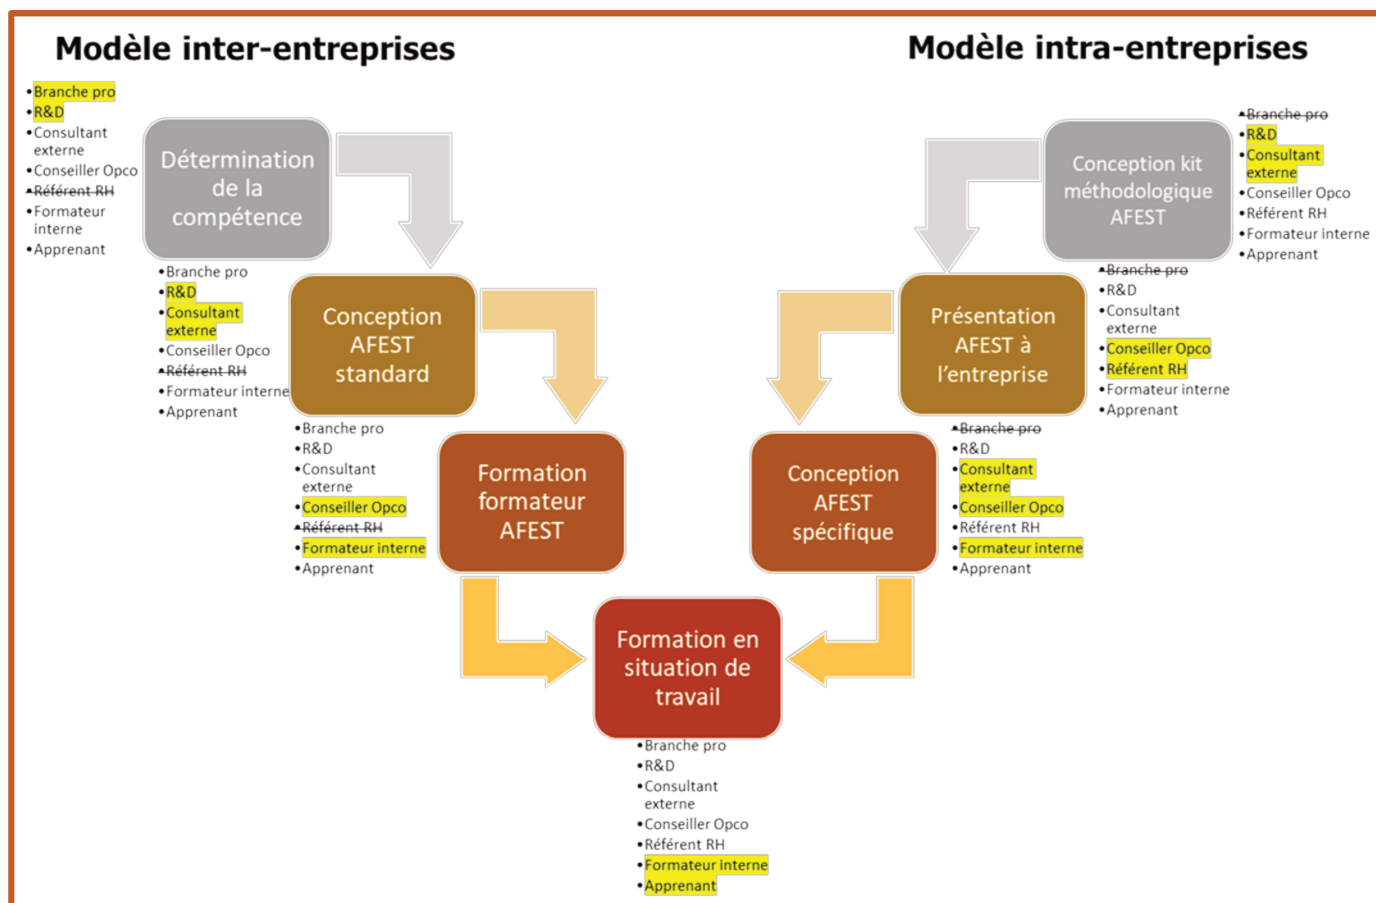 Modèle inter-entreprises
•Branche pro
•R&D
•Consultant
externe
•Conseiller Opco
•Référent RH
•Formateur
interne
•Apprenant
Détermination
de la
compétence
•Branche pro
•R&D
•Consultant
externe
•Conseiller Opco
•Référent RH
•Formateur interne
•Apprenant
Conception
AFEST
standard
•Branche pro
•R&D
•Consultant
externe
•Conseiller Opco
•Référent RH
•Formateur interne
•Apprenant
Formation
formateur
AFEST
Modèle intra-entreprises
Conception kit
méthodologique
AFEST
•Branche pro
•R&D
•Consultant
externe
•Conseiller Opco
•Référent RH
•Formateur interne
•Apprenant
Présentation
AFEST à
l’entreprise
•Branche pro
•R&D
•Consultant
externe
•Conseiller Opco
•Référent RH
•Formateur interne
•Apprenant
Conception
AFEST
spécifique
•Branche pro
•R&D
•Consultant
externe
•Conseiller Opco
•Référent RH
•Formateur interne
•Apprenant
Formation en
situation de
travail
•Branche pro
•R&D
•Consultant
externe
•Conseiller Opco
•Référent RH
•Formateur interne
•Apprenant